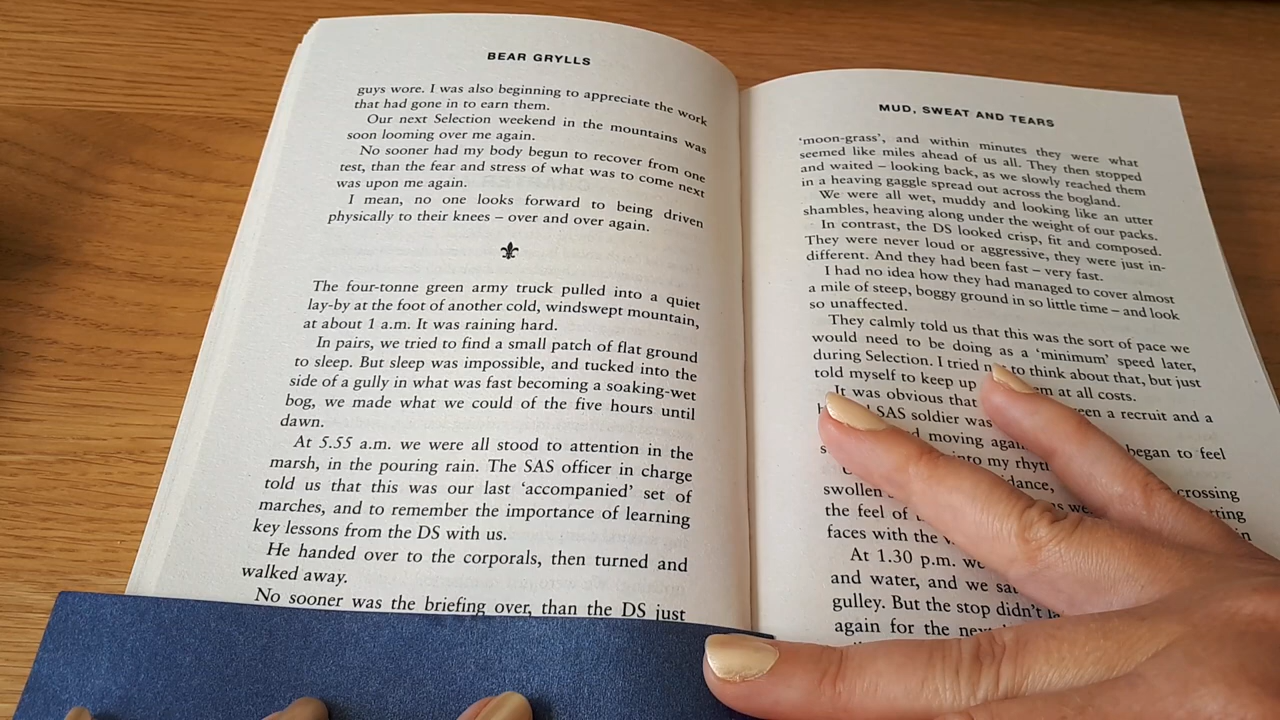 BEAR GRYLLS
guys wore. I was also beginning to appreciate the work
that had gone in to earn them.
Our next Selection weekend in the mountains was
soon looming over me again.
No sooner had my body begun to recover from one
test, than the fear and stress of what was to come next
was upon me again.
I mean, no one looks forward to being driven
physically to their knees – over and over again.
The four-tonne green army truck pulled into a quiet
lay-by at the foot of another cold, windswept mountain,
at about 1 a.m. It was raining hard.
In pairs, we tried to find a small patch of flat ground
to sleep. But sleep was impossible, and tucked into the
side of a gully in what was fast becoming a soaking-wet
bog, we made what we could of the five hours until
dawn.
At 5.55 a.m. we were all stood to attention in the
marsh, in the pouring rain. The SAS officer in charge
told us that this was our last 'accompanied' set of
marches, and to remember the importance of learning
key lessons from the DS with us.
He handed over to the corporals, then turned and
walked away.
No sooner was the briefing over, than the DS just
MUD, SWEAT AND TEARS
'moon-grass', and within minutes they were what
seemed like miles ahead of us all. They then stopped
and waited – looking back, as we slowly reached them
in a heaving gaggle spread out across the bogland.
We were all wet, muddy and looking like an utter
shambles, heaving along under the weight of our packs.
In contrast, the DS looked crisp, fit and composed.
They were never loud or aggressive, they were just in-
different. And they had been fast – very fast.
I had no idea how they had managed to cover almost
a mile of steep, boggy ground in so little time – and look
so unaffected.
They calmly told us that this was the sort of pace we
would need to be doing as a 'minimum' speed later,
during Selection. I tried to think about that, but just
told myself to keep up at all costs.
It was obvious that a recruit and a
SAS soldier was
moving began to feel
into my
crossing
swollen
the feel of
faces with the
At 1.30 p.m.
and water, and we
gulley. But the stop didn't
again for the